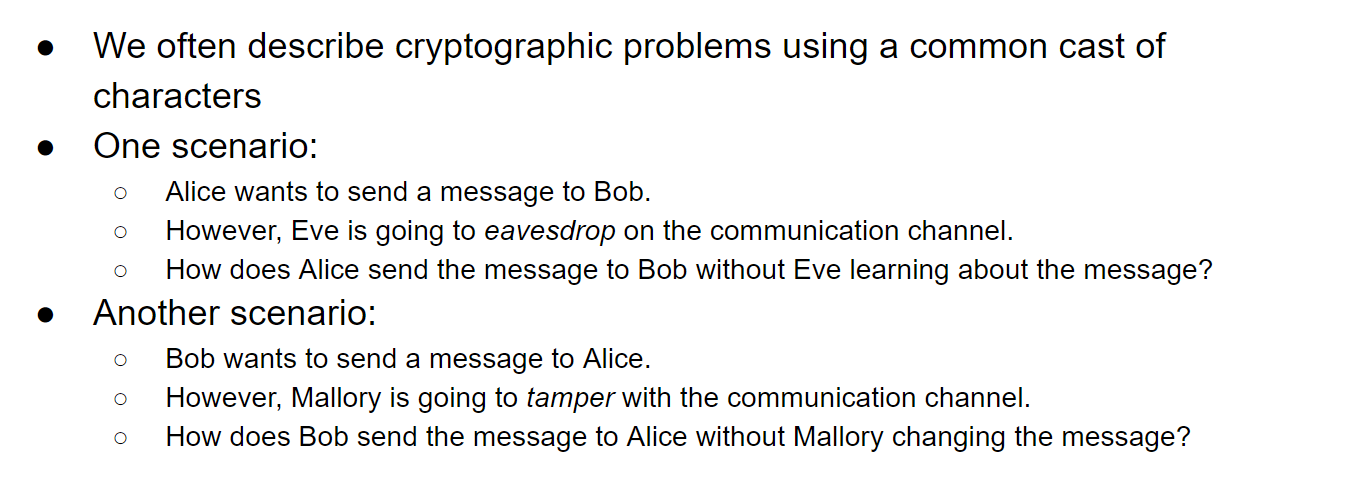 ● We often describe cryptographic problems using a common cast of
characters
● One scenario:
○ Alice wants to send a message to Bob.
○ However, Eve is going to eavesdrop on the communication channel.
○ How does Alice send the message to Bob without Eve learning about the message?
● Another scenario:
○ Bob wants to send a message to Alice.
○ However, Mallory is going to tamper with the communication channel.
○ How does Bob send the message to Alice without Mallory changing the message?